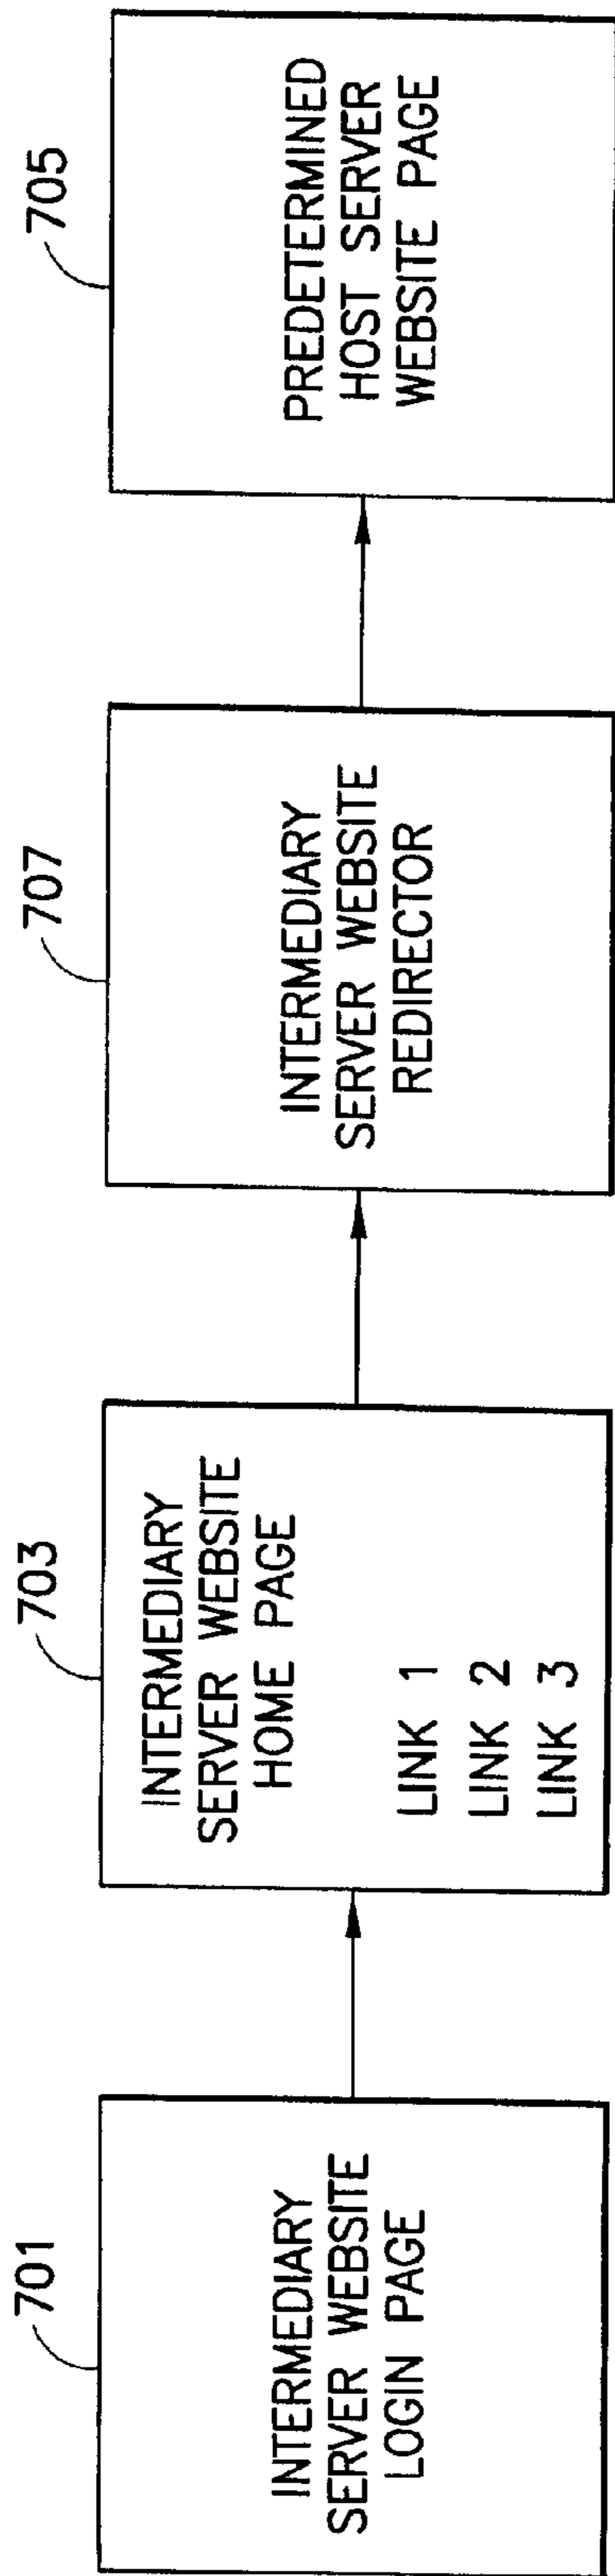 701
INTERMEDIARY
SERVER WEBSITE
LOGIN PAGE
703
INTERMEDIARY
SERVER WEBSITE
HOME PAGE
LINK 1
LINK 2
LINK 3
707
INTERMEDIARY
SERVER WEBSITE
REDIRECTOR
705
PREDETERMINED
HOST SERVER
WEBSITE PAGE